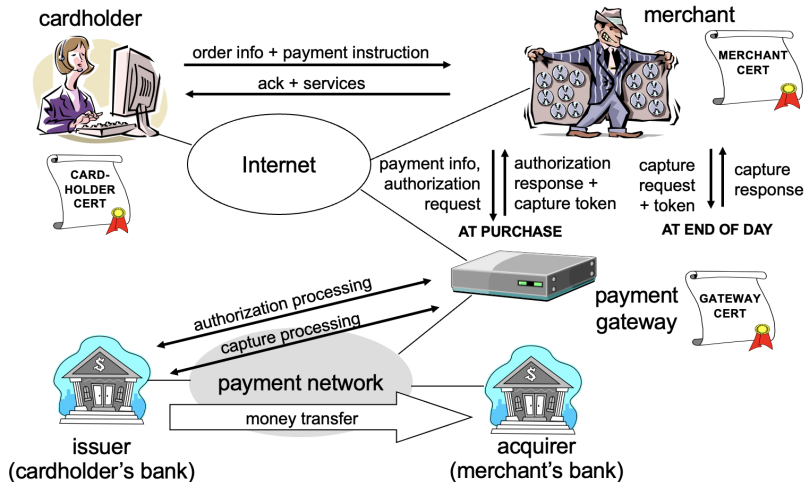 cardholder
merchant
order info + payment instruction
ack + services
MERCHANT
CERT
Internet
CARD-
HOLDER
CERT
payment info,
authorization
request
authorization
response +
capture token
capture
request
+ token
capture
response
AT PURCHASE
AT END OF DAY
authorization processing
capture processing
payment
gateway
GATEWAY
CERT
$
payment network
$
money transfer
issuer
(cardholder's bank)
acquirer
(merchant's bank)